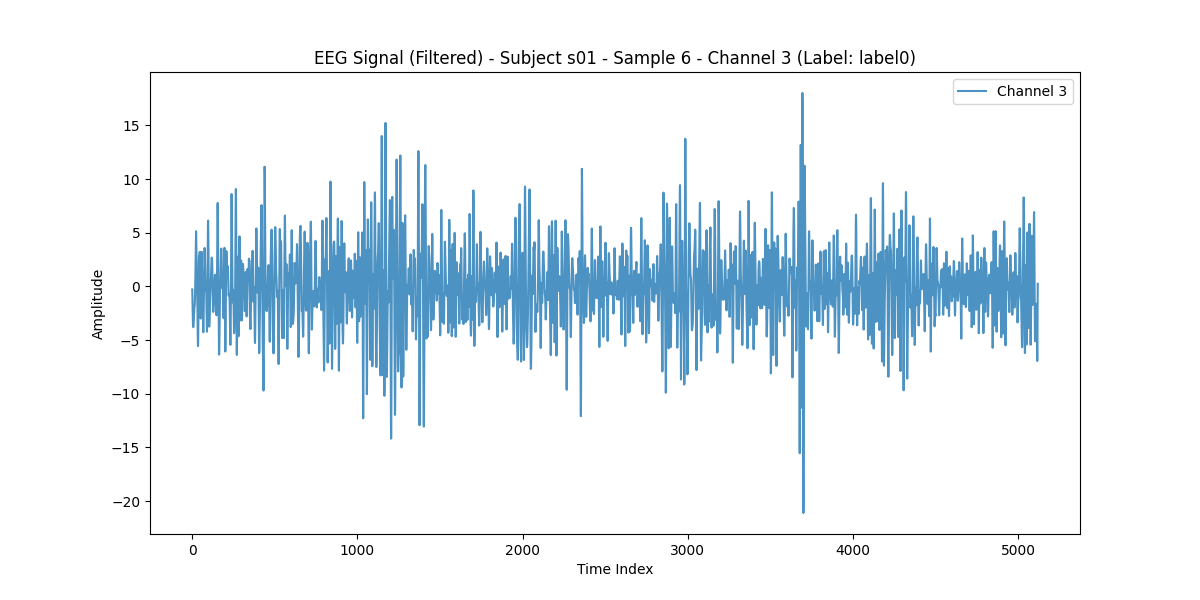 EEG Signal (Filtered) - Subject s01 - Sample 6 - Channel 3 (Label: label0)
Channel 3
Amplitude
15
10
5
0
−5
−10
−15
−20
0 1000 2000 3000 4000 5000
Time Index